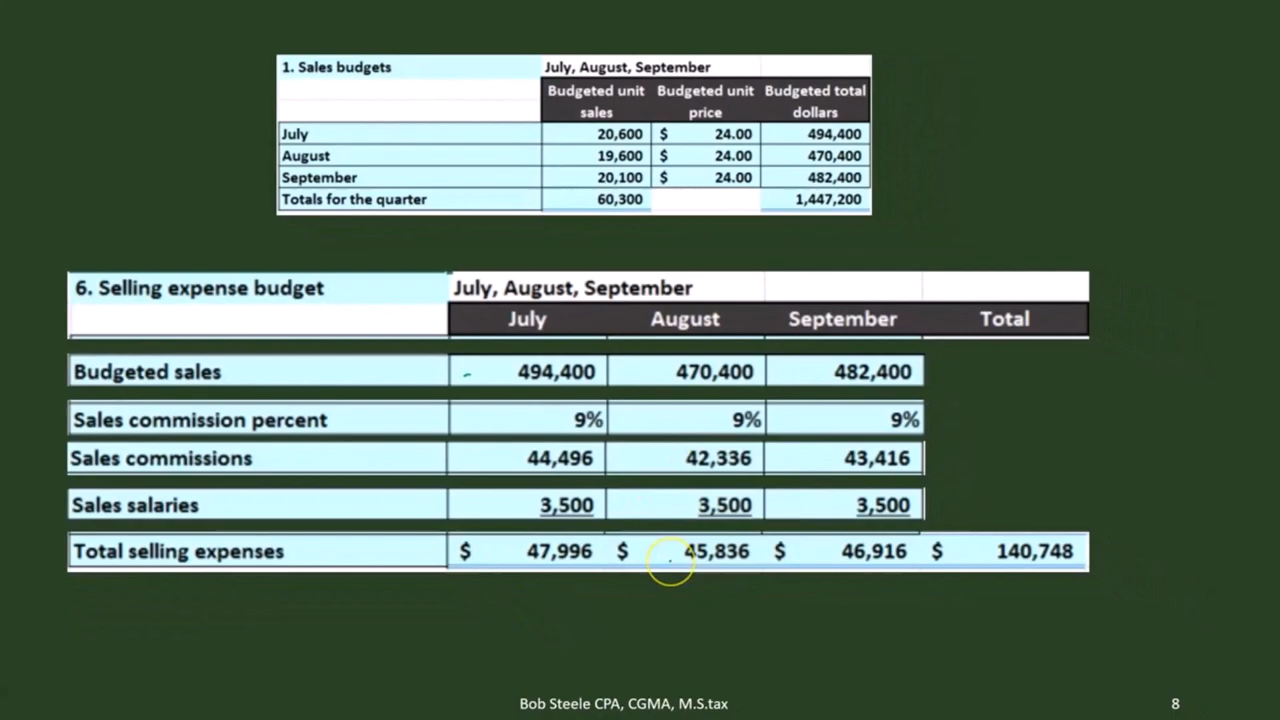 1. Sales budgets July, August, September
Budgeted unit Budgeted unit Budgeted total
sales price dollars
July 20,600 $ 24.00 494,400
August 19,600 $ 24.00 470,400
September 20,100 $ 24.00 482,400
Totals for the quarter 60,300 1,447,200
6. Selling expense budget July, August, September
July August September Total
Budgeted sales 494,400 470,400 482,400
Sales commission percent 9% 9% 9%
Sales commissions 44,496 42,336 43,416
Sales salaries 3,500 3,500 3,500
Total selling expenses $ 47,996 $ 45,836 $ 46,916 $ 140,748
Bob Steele CPA, CGMA, M.S.tax 8